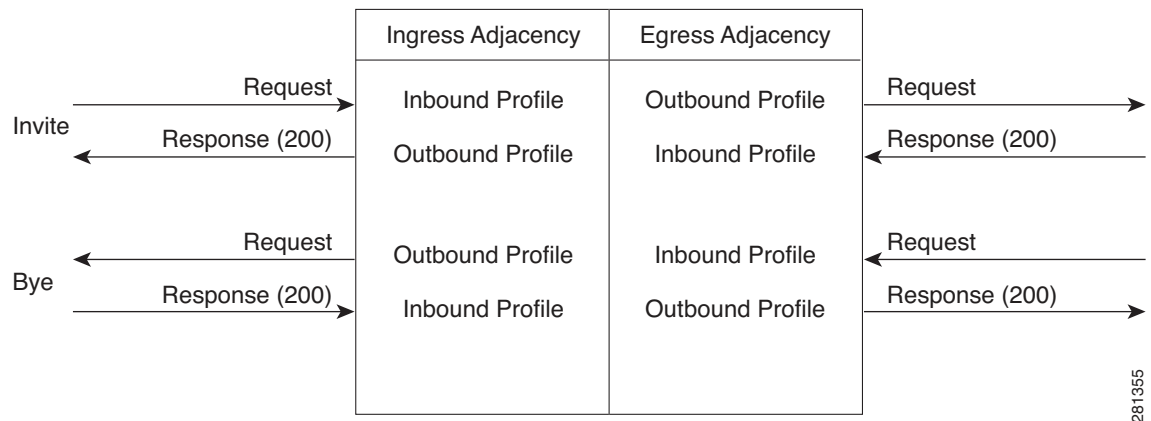 Ingress Adjacency Egress Adjacency
Request Inbound Profile Outbound Profile Request
Invite
Response (200) Outbound Profile Inbound Profile Response (200)
Request Outbound Profile Inbound Profile Request
Bye
Response (200) Inbound Profile Outbound Profile Response (200)
281355